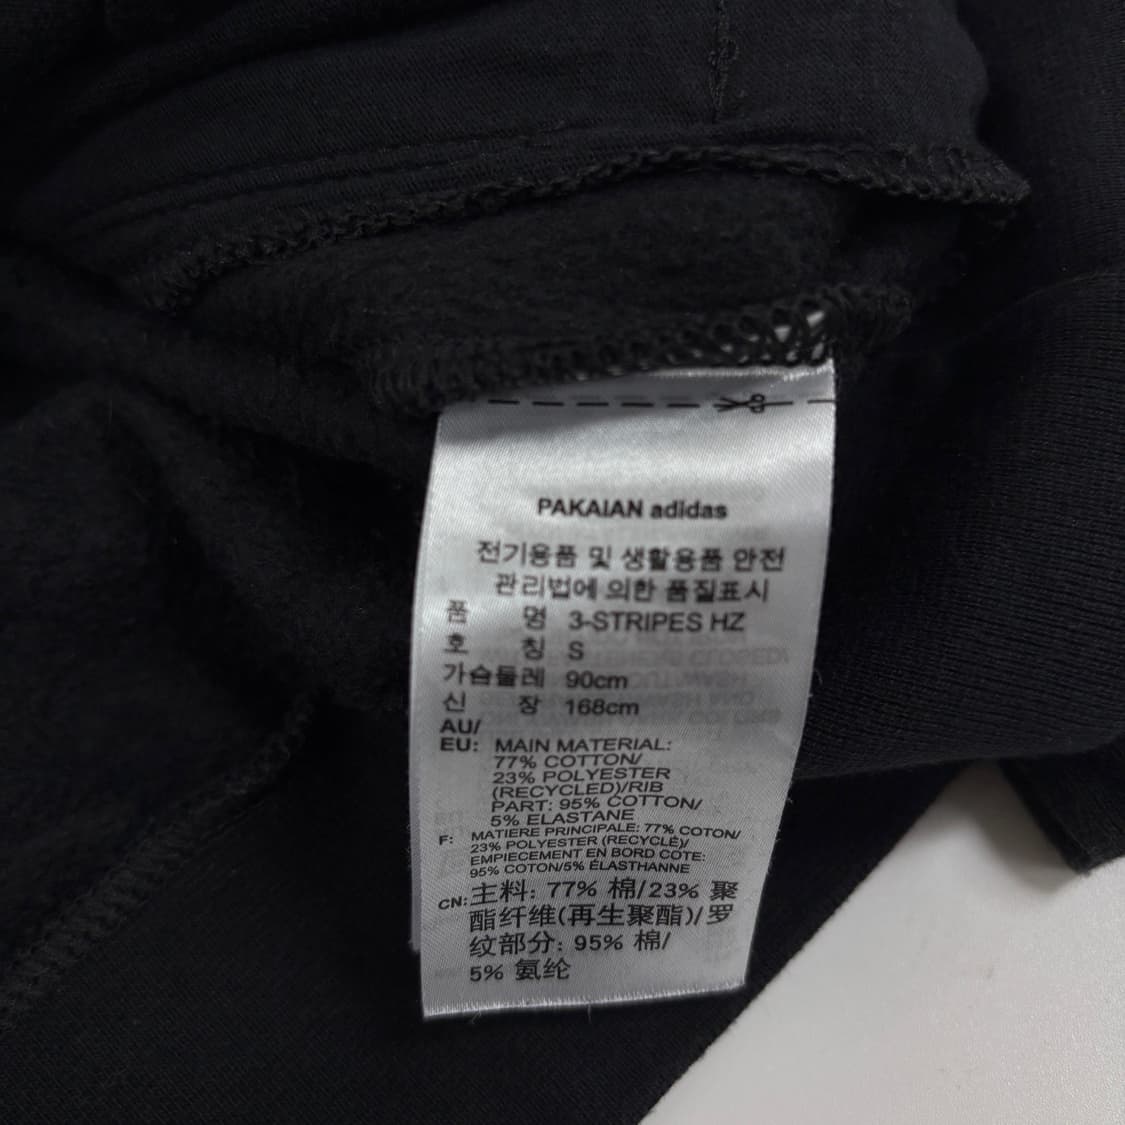 PAKAIAN adidas
전기용품 및 생활용품 안전
관리법에 의한 품질표시
품 명 3-STRIPES HZ
호 칭 S
가슴둘레 90cm
신 장 168cm
AU/
EU: MAIN MATERIAL:
77% COTTON/
23% POLYESTER
(RECYCLED)/RIB
PART: 95% COTTON/
5% ELASTANE
F: MATIERE PRINCIPALE: 77% COTON/
23% POLYESTER (RECYCLÉ)/
EMPIECEMENT EN BORD COTE:
95% COTON/5% ÉLASTHANNE
CN: 主料: 77% 棉/23% 聚
酯纤维(再生聚酯)/罗
纹部分: 95% 棉/
5% 氨纶